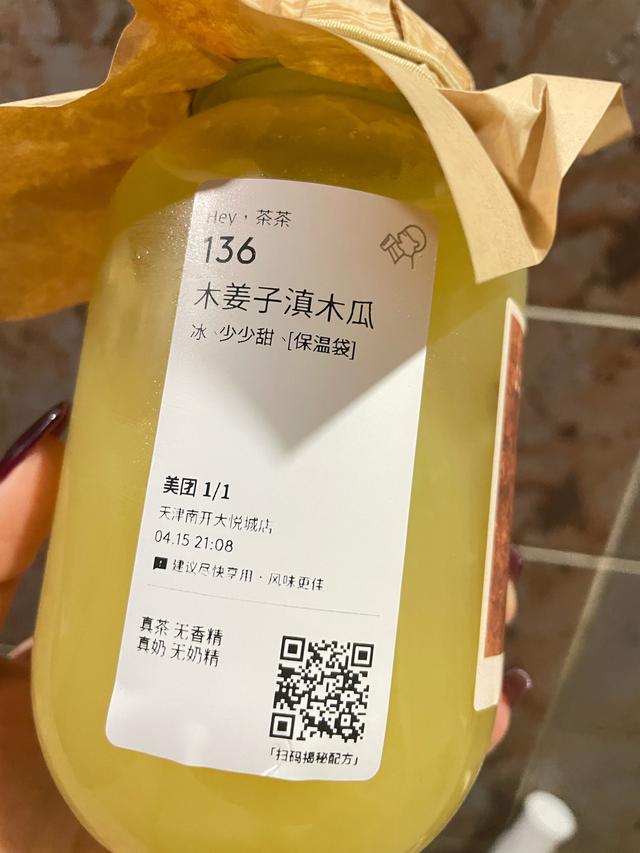 Hey，茶茶
136
木姜子滇木瓜
冰、少少甜、[保温袋]
美团 1/1
天津南开大悦城店
04.15 21:08
建议尽快享用·风味更佳
真茶 无香精
真奶 无奶精
「扫码揭秘配方」